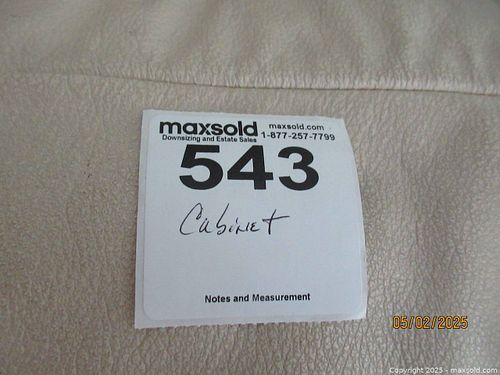 maxsold maxsold.com
Downsizing and Estate Sales 1-877-257-7799
543
Cabinet
Notes and Measurement
05/02/2025
Copyright 2025 - maxsold.com